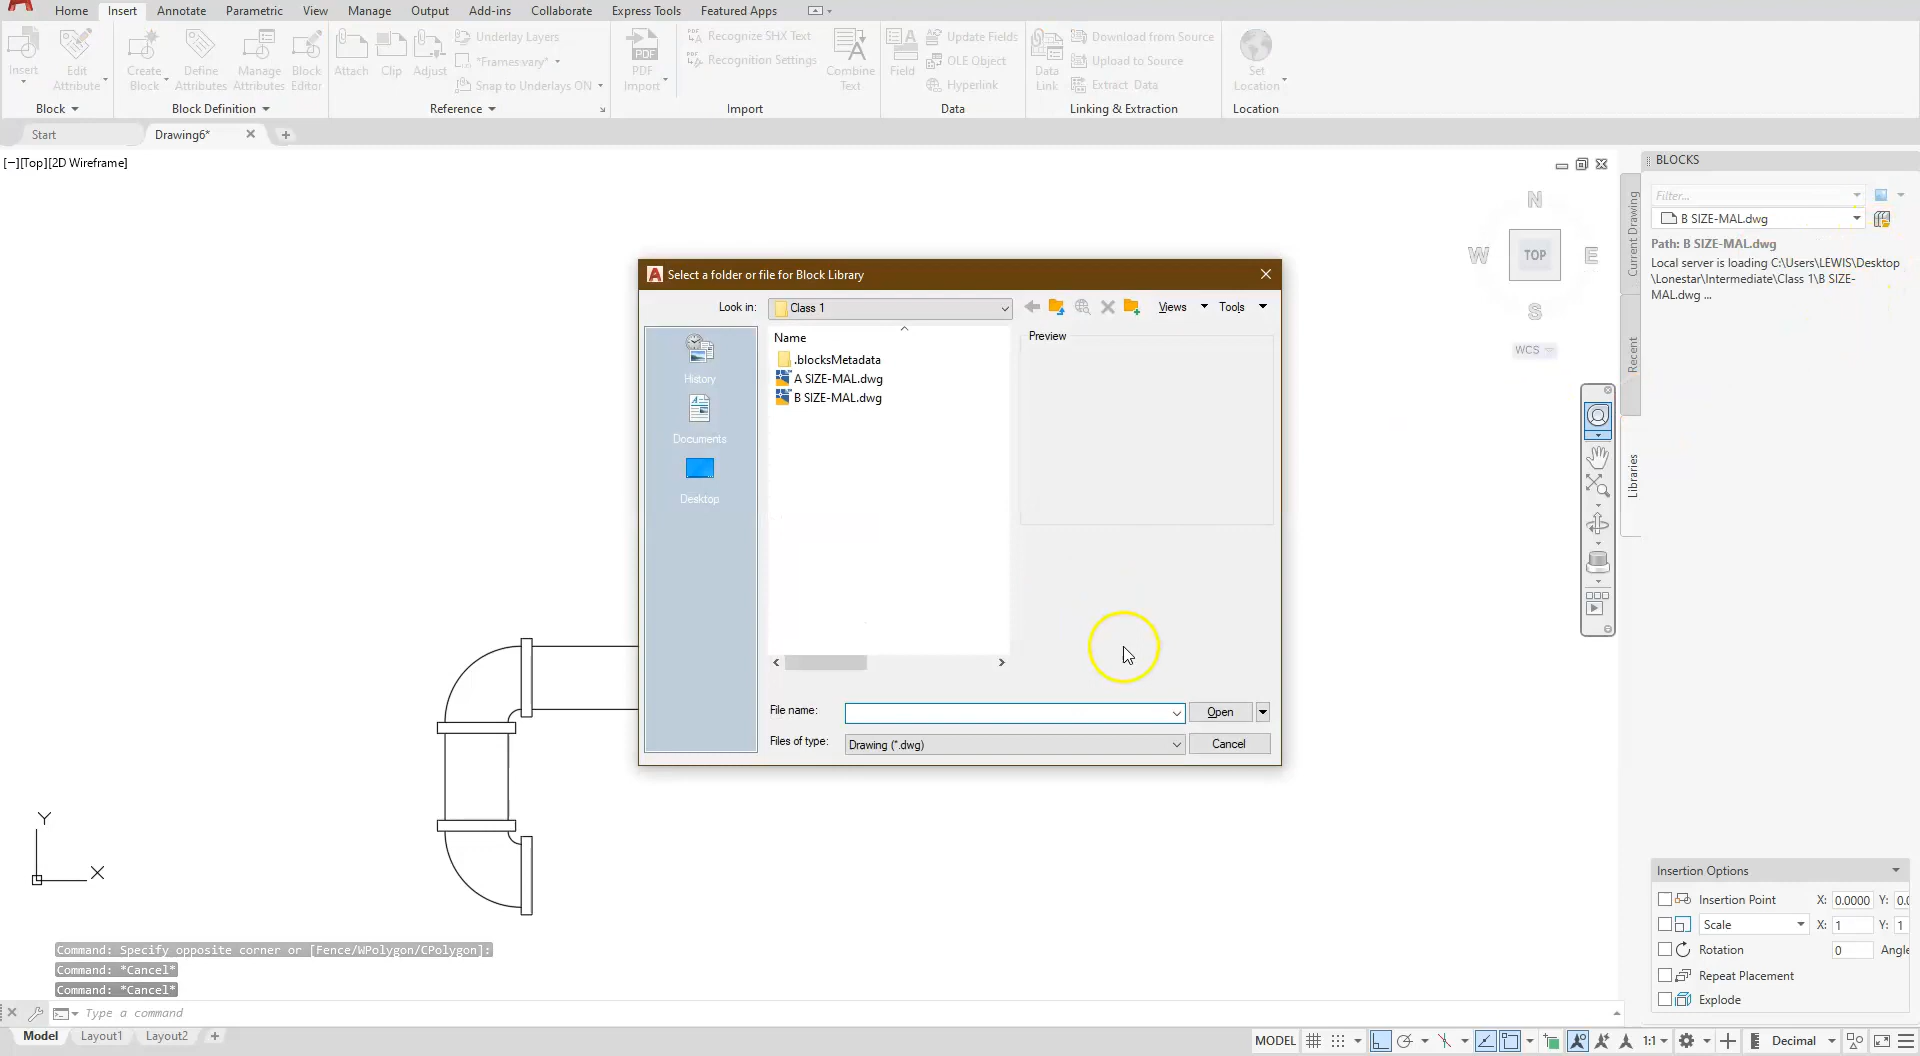 Home Insert Annotate Parametric View Manage Output Add-ins Collaborate Express Tools Featured Apps
Insert
Edit Attribute
Create Block
Define Attributes
Manage Attributes
Block Editor
Attach
Clip
Adjust
Underlay Layers
*Frames vary*
Snap to Underlays ON
PDF
PDF Import
Recognize SHX Text
Recognition Settings
Combine Text
Field
Update Fields
OLE Object
Hyperlink
Data Link
Download from Source
Upload to Source
Extract Data
Set Location
Block Block Definition Reference Import Data Linking & Extraction Location
Start Drawing6*
[−][Top][2D Wireframe]
N
W TOP E
S
WCS
BLOCKS
Filter...
B SIZE-MAL.dwg
Path: B SIZE-MAL.dwg
Local server is loading C:\Users\LEWIS\Desktop
\Lonestar\Intermediate\Class 1\B SIZE-
MAL.dwg ...
Current Drawing
Recent
Libraries
Select a folder or file for Block Library
Look in: Class 1 Views Tools
Name
Preview
.blocksMetadata
A SIZE-MAL.dwg
B SIZE-MAL.dwg
History
Documents
Desktop
File name: Open
Files of type: Drawing (*.dwg) Cancel
Insertion Options
Insertion Point X: 0.0000 Y: 0.0
Scale X: 1 Y: 1
Rotation 0 Angle
Repeat Placement
Explode
Y
X
Command: Specify opposite corner or [Fence/WPolygon/CPolygon]:
Command: *Cancel*
Command: *Cancel*
Type a command
Model Layout1 Layout2
MODEL 1:1 Decimal